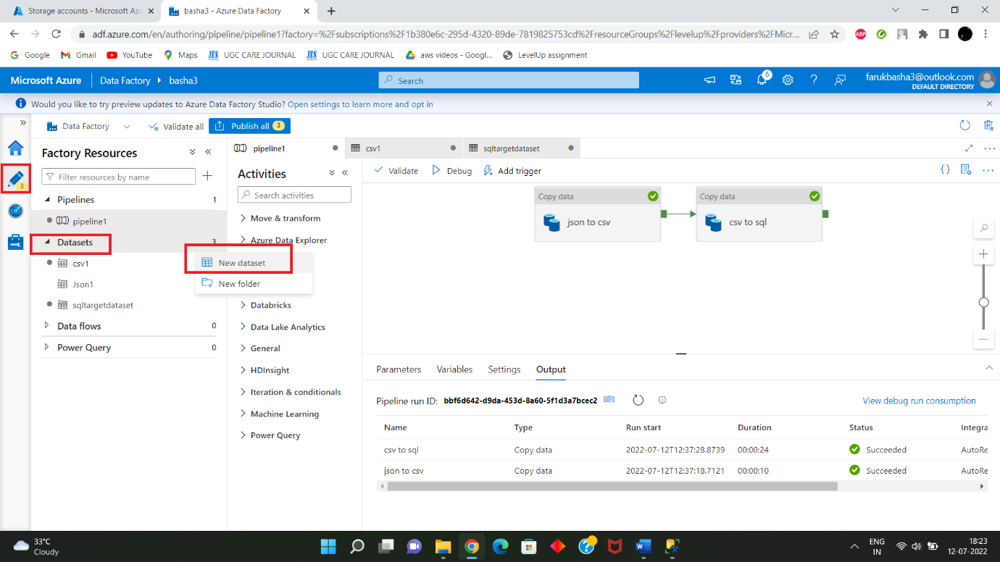 Storage accounts - Microsoft Azu
basha3 - Azure Data Factory
adf.azure.com/en/authoring/pipeline/pipeline1?factory=%2Fsubscriptions%2F1b380e6c-295d-4320-89de-7819825753cd%2FresourceGroups%2Flevelup%2Fproviders%2FMicr...
ABP
Google
Gmail
YouTube
Maps
JES UGC CARE JOURNAL
JES UGC CARE JOURNAL
aws videos - Googl...
LevelUp assignment
Microsoft Azure
Data Factory
basha3
Search
6
farukbasha3@outlook.com
DEFAULT DIRECTORY
Would you like to try preview updates to Azure Data Factory Studio? Open settings to learn more and opt in
Data Factory
Validate all
Publish all 3
3
Factory Resources
Filter resources by name
Pipelines 1
pipeline1
Datasets 3
csv1
Json1
sqltargetdataset
Data flows 0
Power Query 0
New dataset
New folder
pipeline1
csv1
sqltargetdataset
Activities
Search activities
Move & transform
Azure Data Explorer
Databricks
Data Lake Analytics
General
HDInsight
Iteration & conditionals
Machine Learning
Power Query
Validate
Debug
Add trigger
Copy data
json to csv
Copy data
csv to sql
Parameters Variables Settings Output
Pipeline run ID: bbf6d642-d9da-453d-8a60-5f1d3a7bcec2
View debug run consumption
Name Type Run start Duration Status Integra
csv to sql Copy data 2022-07-12T12:37:28.8739 00:00:24 Succeeded AutoRe
json to csv Copy data 2022-07-12T12:37:18.7121 00:00:10 Succeeded AutoRe
33°C
Cloudy
ENG
IN
18:23
12-07-2022